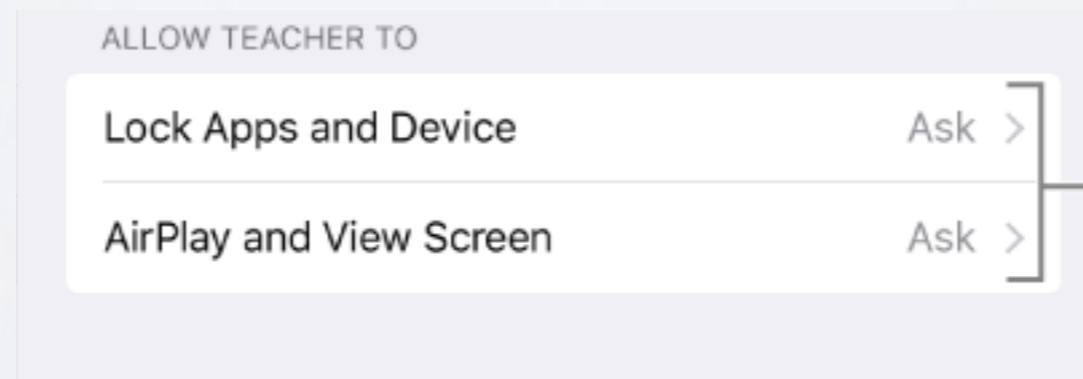 ALLOW TEACHER TO
Lock Apps and Device Ask
AirPlay and View Screen Ask